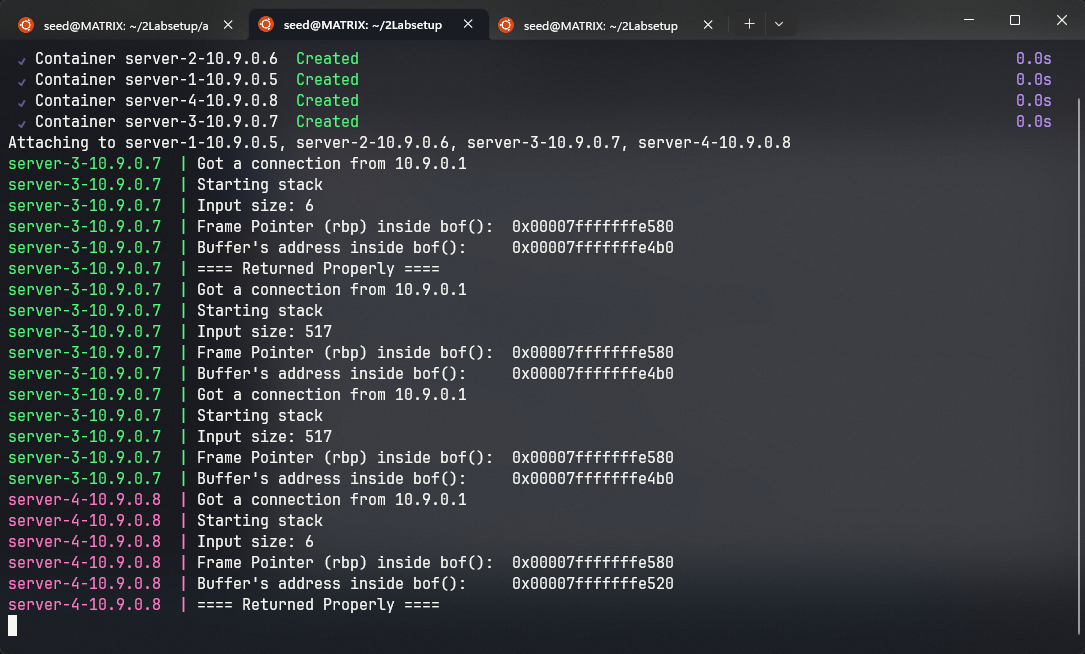 seed@MATRIX: ~/2Labsetup/a
seed@MATRIX: ~/2Labsetup
seed@MATRIX: ~/2Labsetup
✓ Container server-2-10.9.0.6  Created 0.0s
✓ Container server-1-10.9.0.5  Created 0.0s
✓ Container server-4-10.9.0.8  Created 0.0s
✓ Container server-3-10.9.0.7  Created 0.0s
Attaching to server-1-10.9.0.5, server-2-10.9.0.6, server-3-10.9.0.7, server-4-10.9.0.8
server-3-10.9.0.7  | Got a connection from 10.9.0.1
server-3-10.9.0.7  | Starting stack
server-3-10.9.0.7  | Input size: 6
server-3-10.9.0.7  | Frame Pointer (rbp) inside bof():  0x00007fffffffe580
server-3-10.9.0.7  | Buffer's address inside bof():     0x00007fffffffe4b0
server-3-10.9.0.7  | ==== Returned Properly ====
server-3-10.9.0.7  | Got a connection from 10.9.0.1
server-3-10.9.0.7  | Starting stack
server-3-10.9.0.7  | Input size: 517
server-3-10.9.0.7  | Frame Pointer (rbp) inside bof():  0x00007fffffffe580
server-3-10.9.0.7  | Buffer's address inside bof():     0x00007fffffffe4b0
server-3-10.9.0.7  | Got a connection from 10.9.0.1
server-3-10.9.0.7  | Starting stack
server-3-10.9.0.7  | Input size: 517
server-3-10.9.0.7  | Frame Pointer (rbp) inside bof():  0x00007fffffffe580
server-3-10.9.0.7  | Buffer's address inside bof():     0x00007fffffffe4b0
server-4-10.9.0.8  | Got a connection from 10.9.0.1
server-4-10.9.0.8  | Starting stack
server-4-10.9.0.8  | Input size: 6
server-4-10.9.0.8  | Frame Pointer (rbp) inside bof():  0x00007fffffffe580
server-4-10.9.0.8  | Buffer's address inside bof():     0x00007fffffffe520
server-4-10.9.0.8  | ==== Returned Properly ====